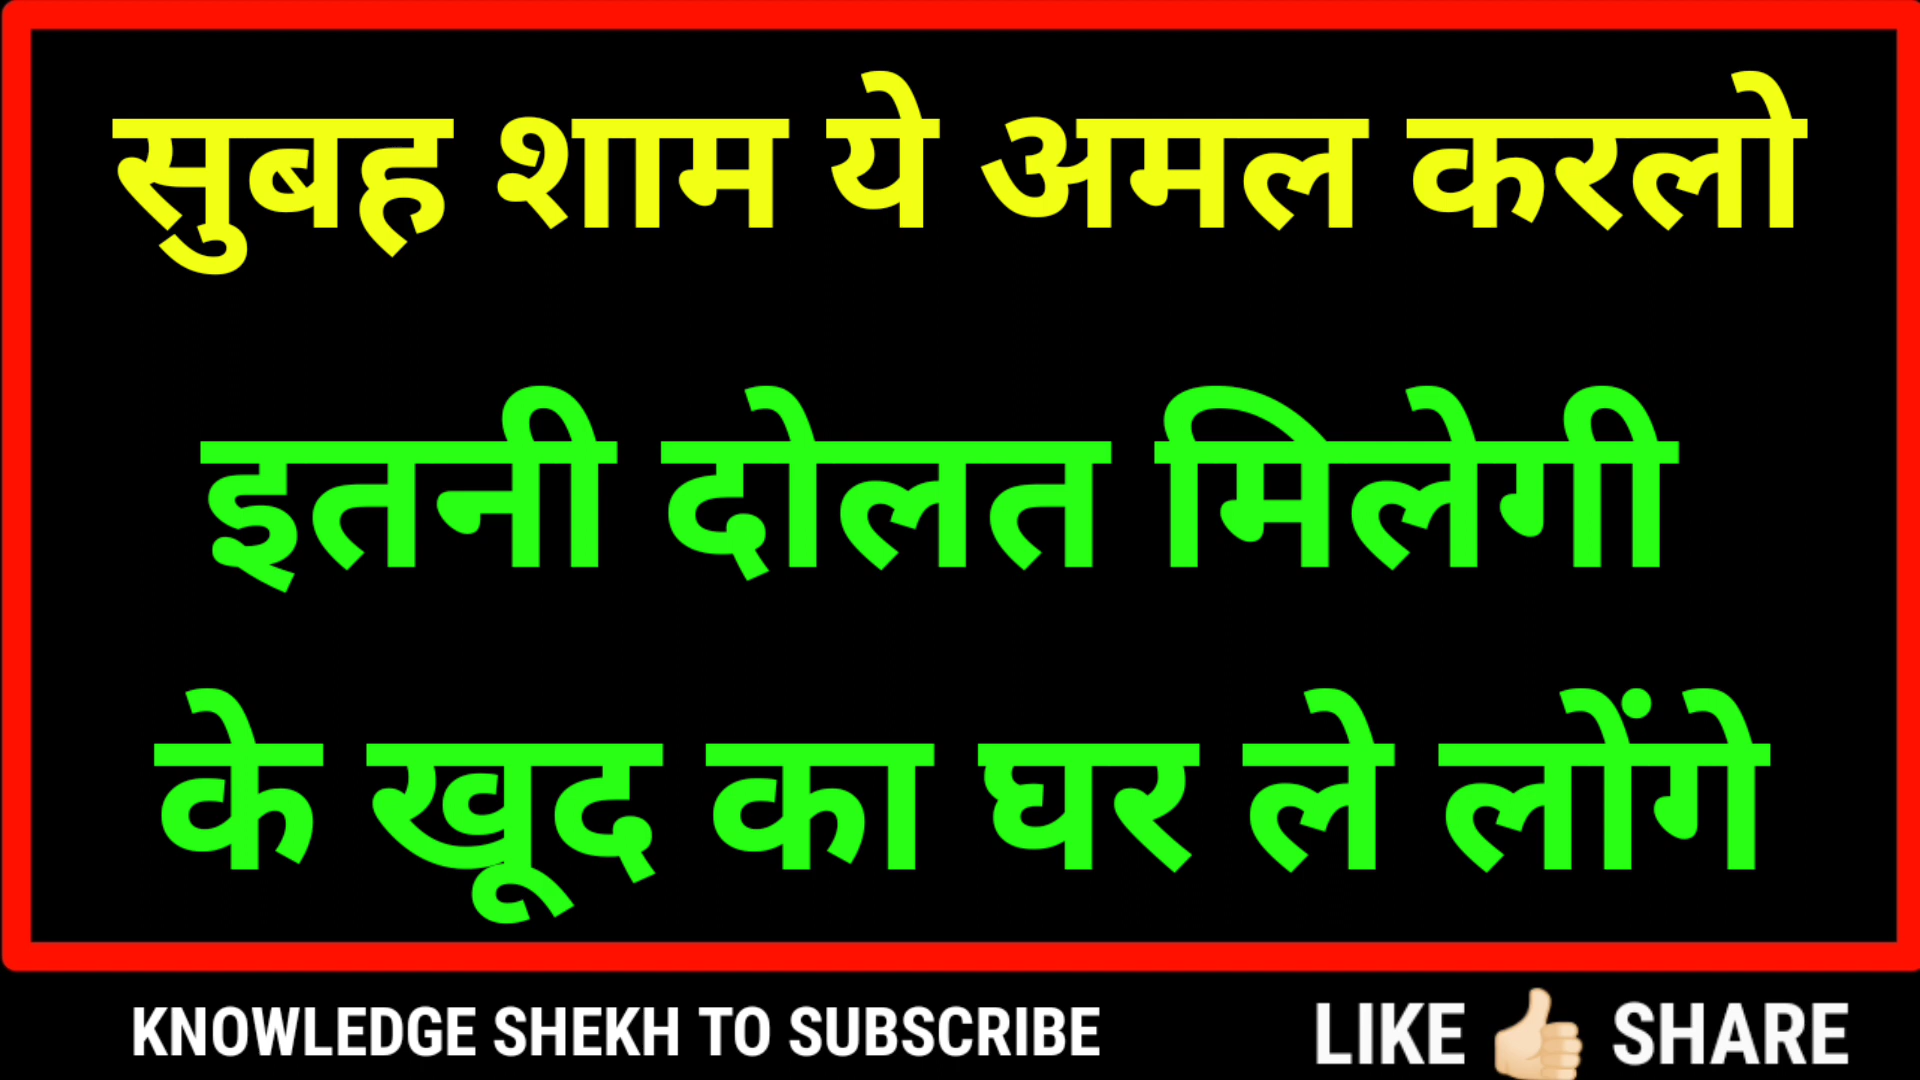 सुबह शाम ये अमल करलो
इतनी दोलत मिलेगी
के खूद का घर ले लोंगे
KNOWLEDGE SHEKH TO SUBSCRIBE LIKE 👍🏻 SHARE